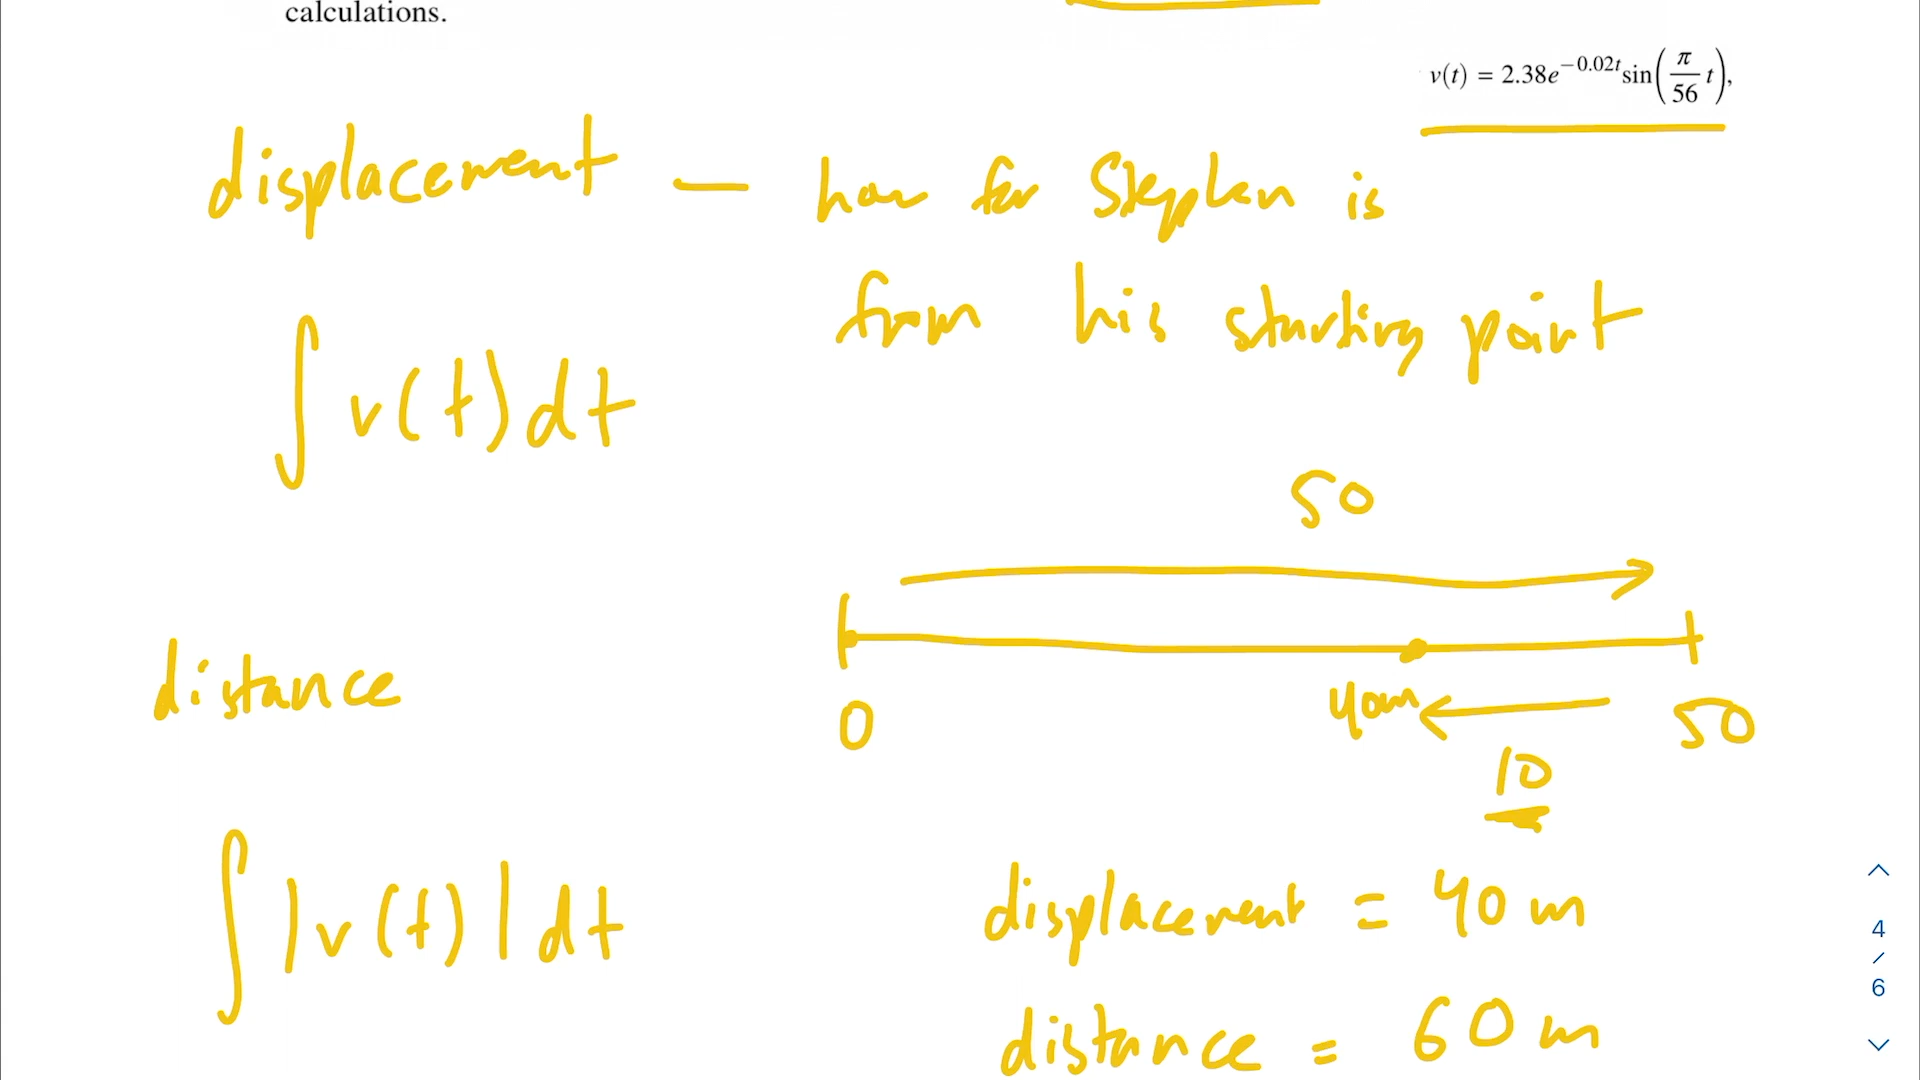 calculations.
v(t) = 2.38e^{-0.02t} sin(π/56 t),
displacement — how far Stephen is
from his starting point
∫ v(t) dt
50
0 40m 50
10
distance
∫ |v(t)| dt
displacement = 40 m
distance = 60 m
4
/
6